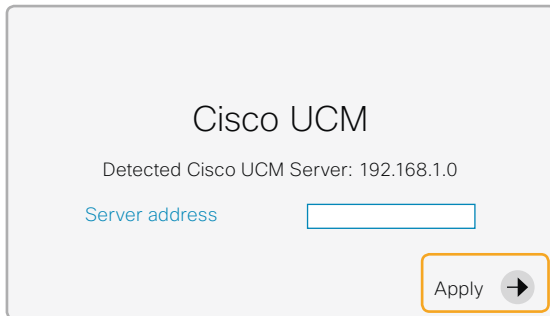 Cisco UCM
Detected Cisco UCM Server: 192.168.1.0
Server address
Apply